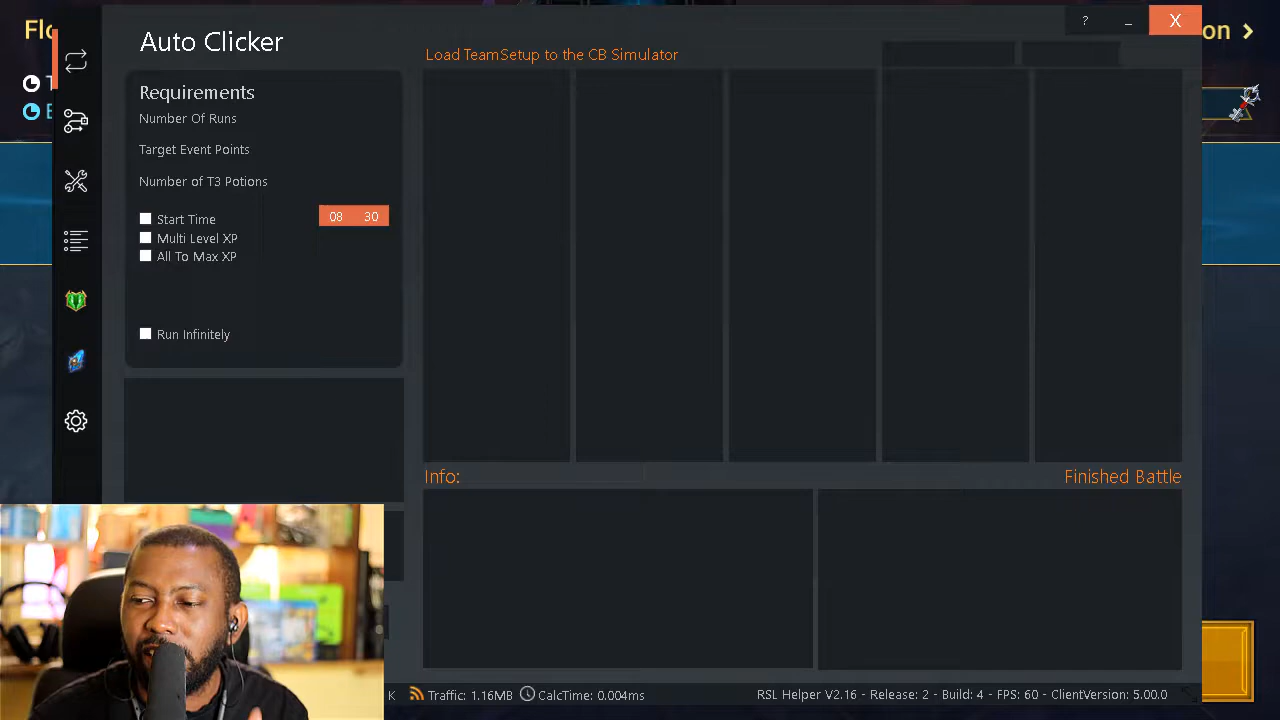 Auto Clicker
?
_
X
on >
Load TeamSetup to the CB Simulator
Requirements
Number Of Runs
Target Event Points
Number of T3 Potions
Start Time
08 30
Multi Level XP
All To Max XP
Run Infinitely
Info:
Finished Battle
K
Traffic: 1.16MB
CalcTime: 0.004ms
RSL Helper V2.16 - Release: 2 - Build: 4 - FPS: 60 - ClientVersion: 5.00.0